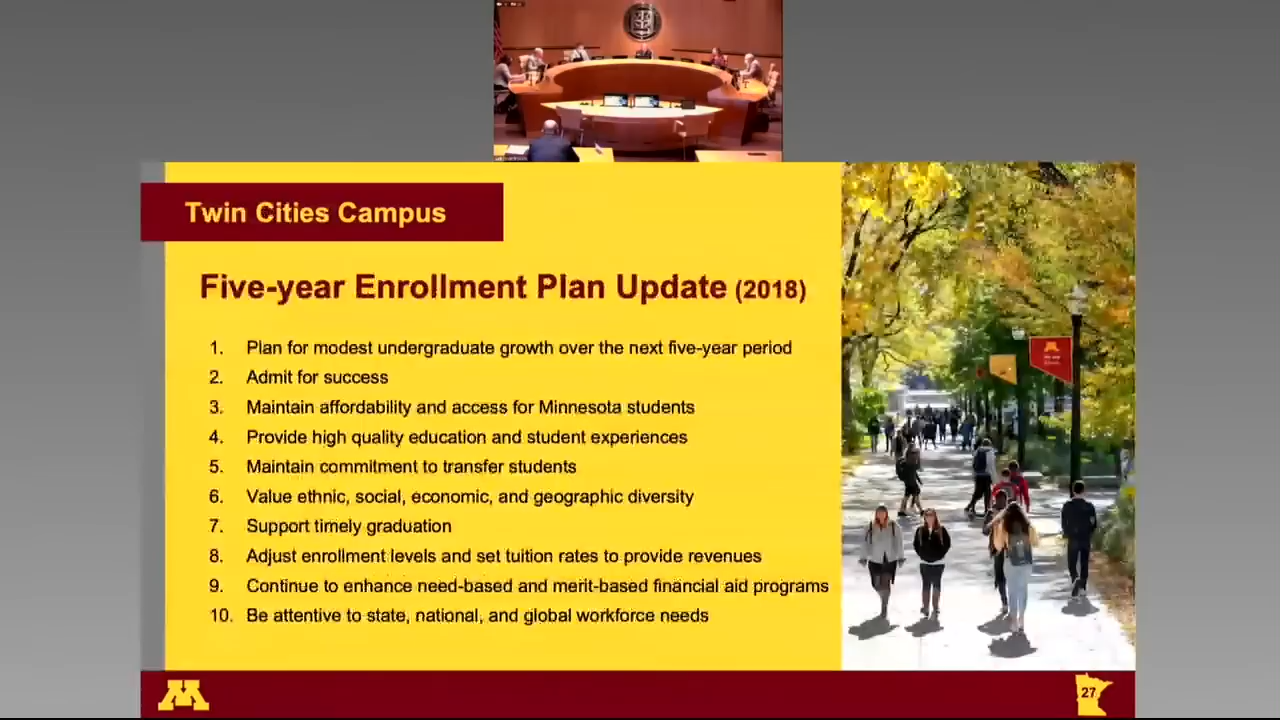 Twin Cities Campus
Five-year Enrollment Plan Update (2018)
1. Plan for modest undergraduate growth over the next five-year period
2. Admit for success
3. Maintain affordability and access for Minnesota students
4. Provide high quality education and student experiences
5. Maintain commitment to transfer students
6. Value ethnic, social, economic, and geographic diversity
7. Support timely graduation
8. Adjust enrollment levels and set tuition rates to provide revenues
9. Continue to enhance need-based and merit-based financial aid programs
10. Be attentive to state, national, and global workforce needs
M
27